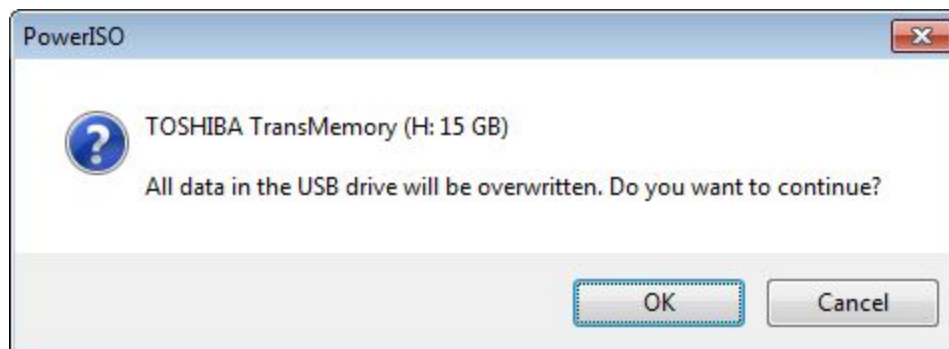 PowerISO
TOSHIBA TransMemory (H: 15 GB)
All data in the USB drive will be overwritten. Do you want to continue?
OK
Cancel